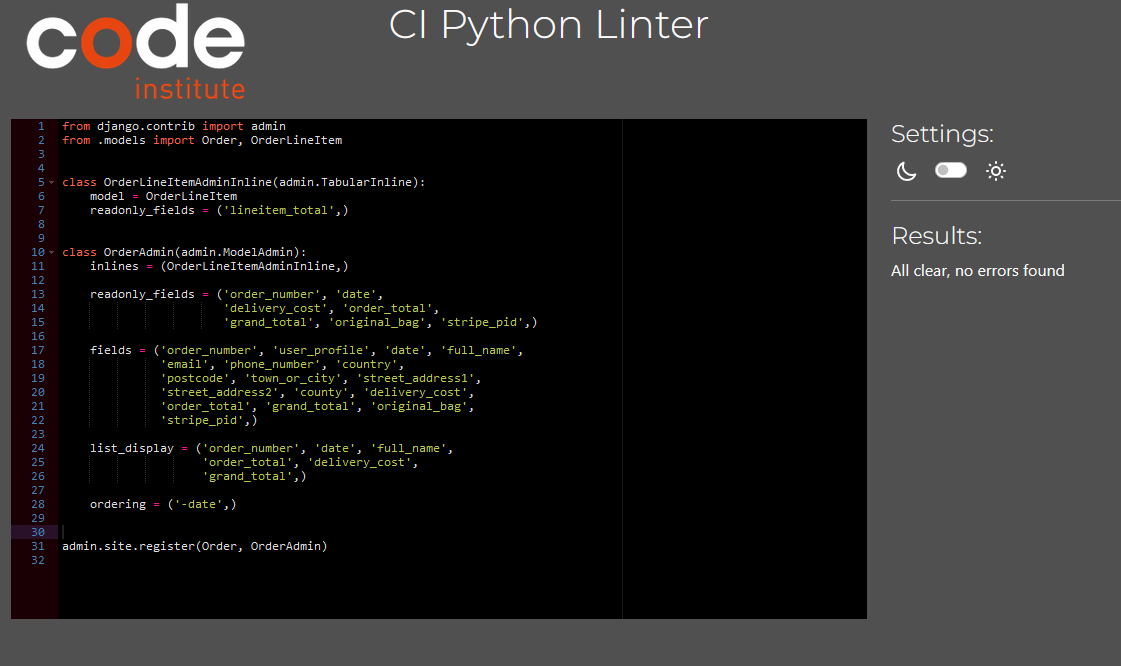 code
institute
CI Python Linter
1 from django.contrib import admin
2 from .models import Order, OrderLineItem
3
4
5 class OrderLineItemAdminInline(admin.TabularInline):
6     model = OrderLineItem
7     readonly_fields = ('lineitem_total',)
8
9
10 class OrderAdmin(admin.ModelAdmin):
11     inlines = (OrderLineItemAdminInline,)
12
13     readonly_fields = ('order_number', 'date',
14                        'delivery_cost', 'order_total',
15                        'grand_total', 'original_bag', 'stripe_pid',)
16
17     fields = ('order_number', 'user_profile', 'date', 'full_name',
18               'email', 'phone_number', 'country',
19               'postcode', 'town_or_city', 'street_address1',
20               'street_address2', 'county', 'delivery_cost',
21               'order_total', 'grand_total', 'original_bag',
22               'stripe_pid',)
23
24     list_display = ('order_number', 'date', 'full_name',
25                     'order_total', 'delivery_cost',
26                     'grand_total',)
27
28     ordering = ('-date',)
29
30
31 admin.site.register(Order, OrderAdmin)
32
Settings:
Results:
All clear, no errors found